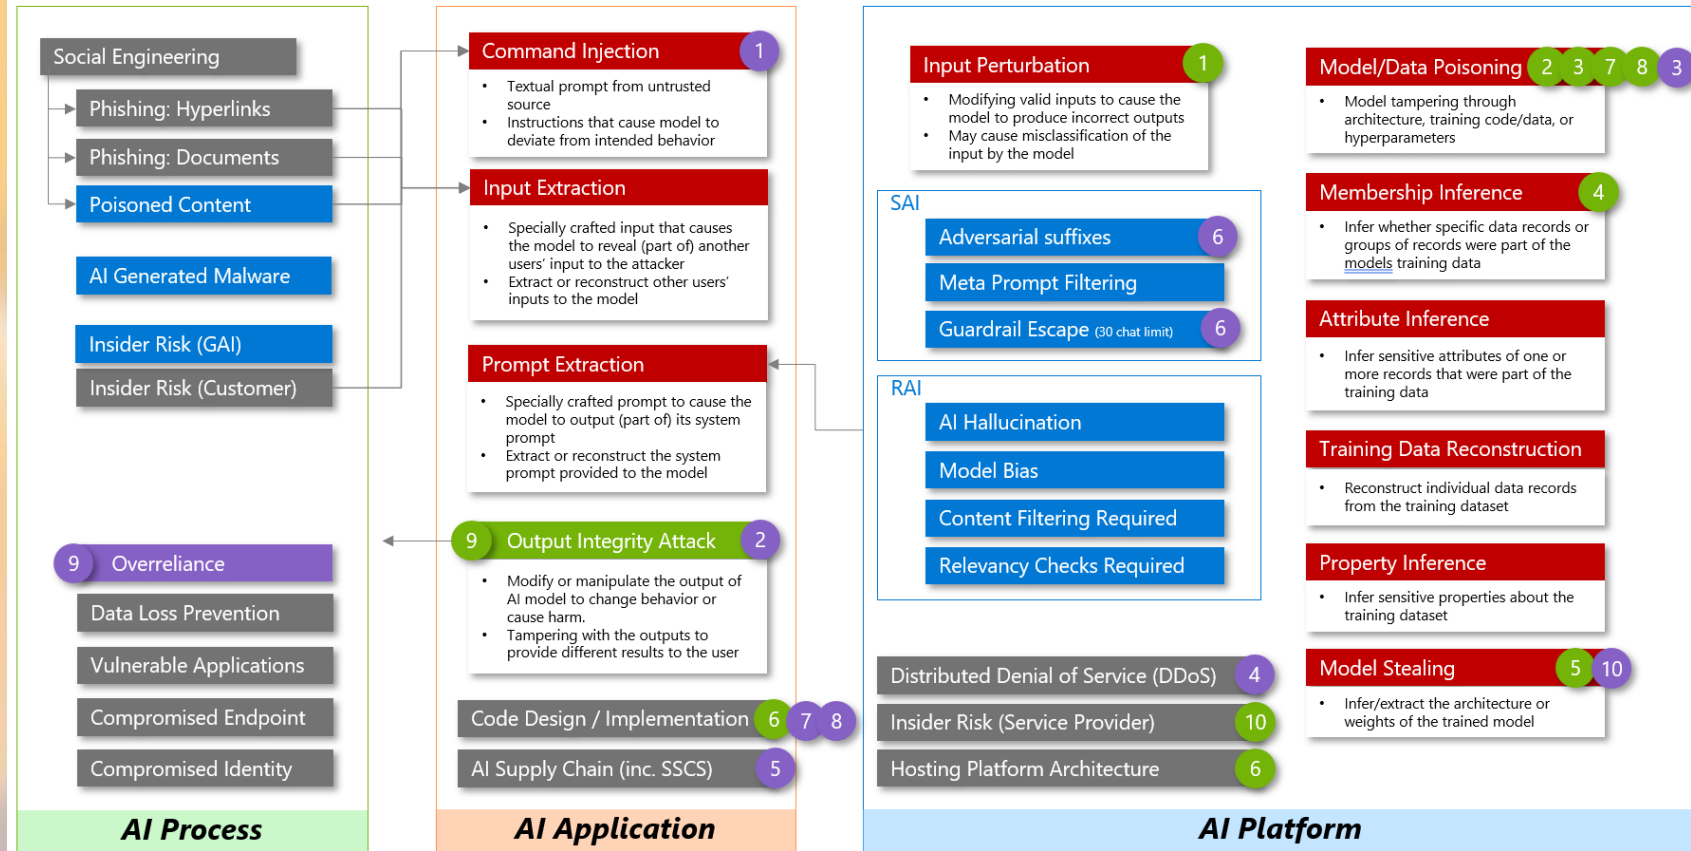 Social Engineering
Phishing: Hyperlinks
Phishing: Documents
Poisoned Content
AI Generated Malware
Insider Risk (GAI)
Insider Risk (Customer)
9 Overreliance
Data Loss Prevention
Vulnerable Applications
Compromised Endpoint
Compromised Identity
AI Process
Command Injection 1
• Textual prompt from untrusted
source
• Instructions that cause model to
deviate from intended behavior
Input Extraction
• Specially crafted input that causes
the model to reveal (part of) another
users' input to the attacker
• Extract or reconstruct other users'
inputs to the model
Prompt Extraction
• Specially crafted prompt to cause the
model to output (part of) its system
prompt
• Extract or reconstruct the system
prompt provided to the model
9 Output Integrity Attack 2
• Modify or manipulate the output of
AI model to change behavior or
cause harm.
• Tampering with the outputs to
provide different results to the user
Code Design / Implementation 6 7 8
AI Supply Chain (inc. SSCS) 5
AI Application
Input Perturbation 1
• Modifying valid inputs to cause the
model to produce incorrect outputs
• May cause misclassification of the
input by the model
SAI
Adversarial suffixes 6
Meta Prompt Filtering
Guardrail Escape (30 chat limit) 6
RAI
AI Hallucination
Model Bias
Content Filtering Required
Relevancy Checks Required
Distributed Denial of Service (DDoS) 4
Insider Risk (Service Provider) 10
Hosting Platform Architecture 6
Model/Data Poisoning 2 3 7 8 3
• Model tampering through
architecture, training code/data, or
hyperparameters
Membership Inference 4
• Infer whether specific data records or
groups of records were part of the
models training data
Attribute Inference
• Infer sensitive attributes of one or
more records that were part of the
training data
Training Data Reconstruction
• Reconstruct individual data records
from the training dataset
Property Inference
• Infer sensitive properties about the
training dataset
Model Stealing 5 10
• Infer/extract the architecture or
weights of the trained model
AI Platform